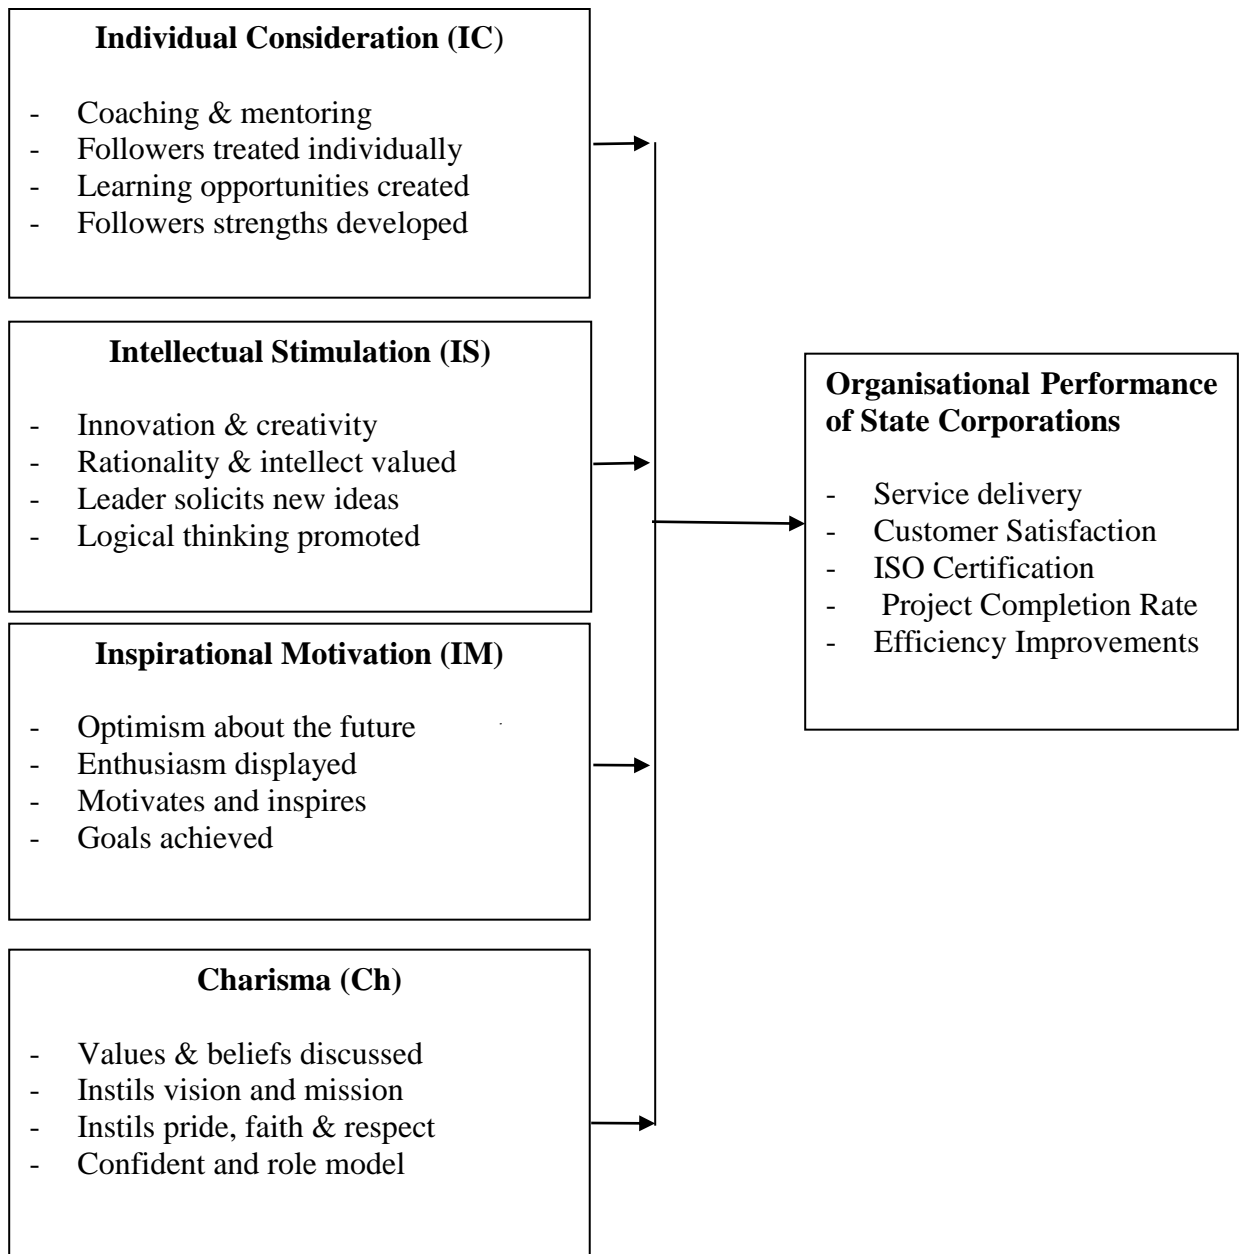 Individual Consideration (IC)
- Coaching & mentoring
- Followers treated individually
- Learning opportunities created
- Followers strengths developed
Intellectual Stimulation (IS)
- Innovation & creativity
- Rationality & intellect valued
- Leader solicits new ideas
- Logical thinking promoted
Inspirational Motivation (IM)
- Optimism about the future
- Enthusiasm displayed
- Motivates and inspires
- Goals achieved
Charisma (Ch)
- Values & beliefs discussed
- Instils vision and mission
- Instils pride, faith & respect
- Confident and role model
Organisational Performance
of State Corporations
- Service delivery
- Customer Satisfaction
- ISO Certification
- Project Completion Rate
- Efficiency Improvements